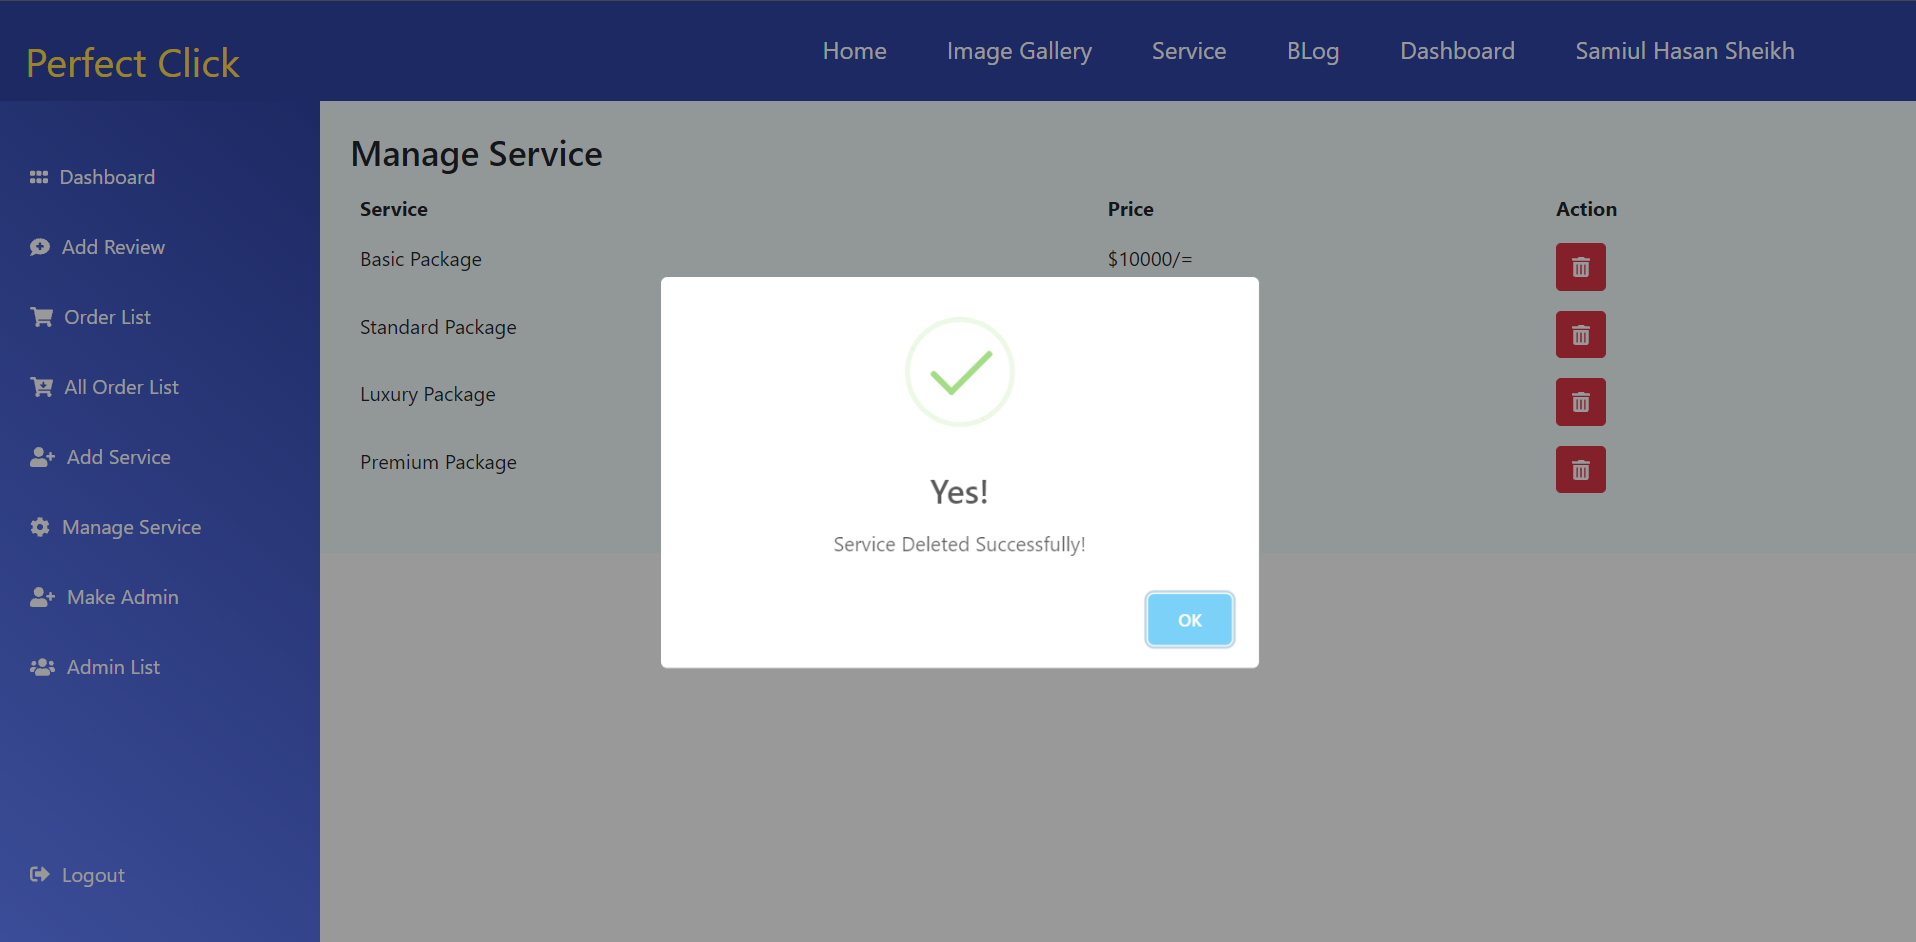 Perfect Click
Home Image Gallery Service BLog Dashboard Samiul Hasan Sheikh
Dashboard
Add Review
Order List
All Order List
Add Service
Manage Service
Make Admin
Admin List
Logout
Manage Service
Service Price Action
Basic Package $10000/=
Standard Package
Luxury Package
Premium Package
Yes!
Service Deleted Successfully!
OK